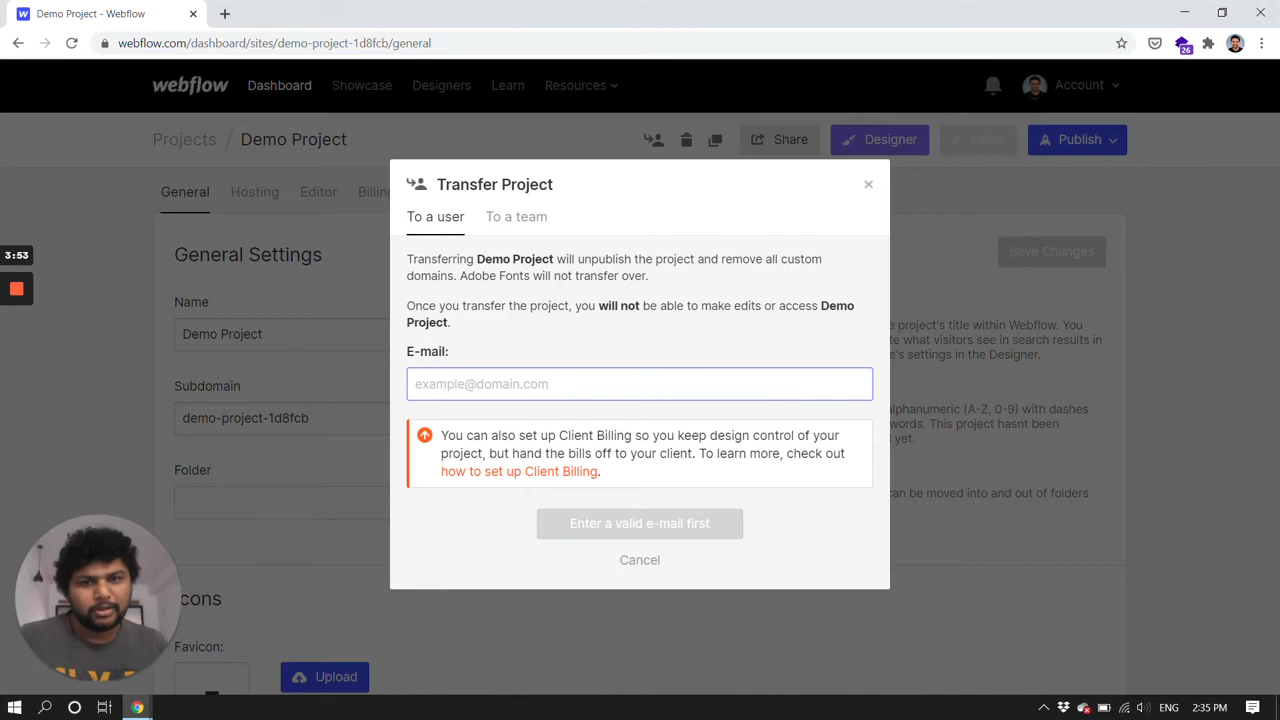 Demo Project - Webflow
webflow.com/dashboard/sites/demo-project-1d8fcb/general
26
webflow
Dashboard
Showcase
Designers
Learn
Resources
Account
Projects / Demo Project
Share
Designer
Editor
Publish
General
Hosting
Editor
General Settings
Save Changes
Name
Demo Project
Subdomain
demo-project-1d8fcb
Folder
project's title within Webflow. You
what visitors see in search results in
settings in the Designer.
(A-Z, 0-9) with dashes
words. This project hasnt been
yet.
can be moved into and out of folders
Transfer Project
To a user
To a team
Transferring Demo Project will unpublish the project and remove all custom
domains. Adobe Fonts will not transfer over.
Once you transfer the project, you will not be able to make edits or access Demo
Project.
E-mail:
example@domain.com
You can also set up Client Billing so you keep design control of your
project, but hand the bills off to your client. To learn more, check out
how to set up Client Billing.
Enter a valid e-mail first
Cancel
3:53
Favicon:
Upload
ENG
2:35 PM